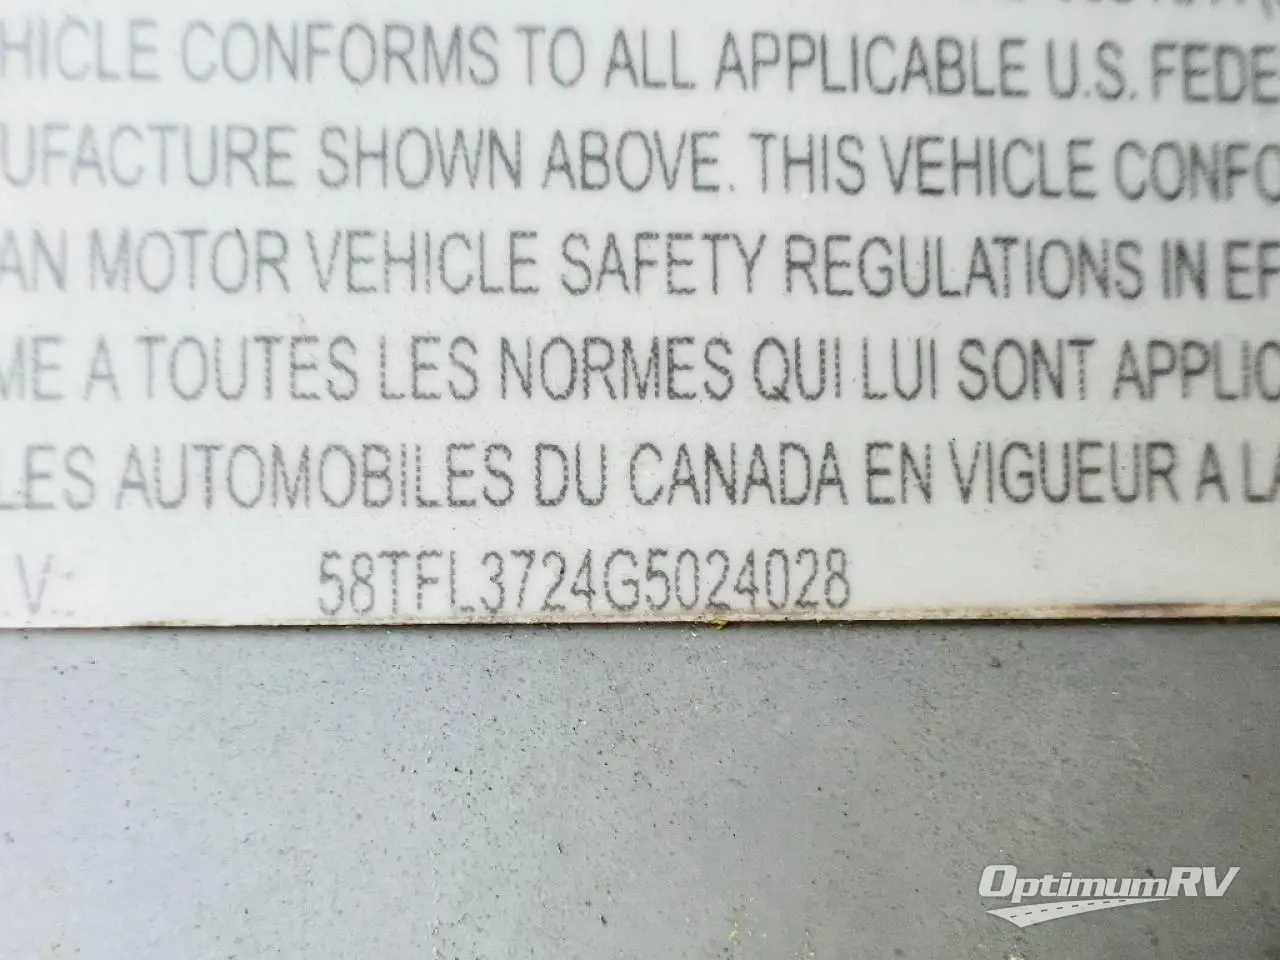 HICLE CONFORMS TO ALL APPLICABLE U.S. FEDE
UFACTURE SHOWN ABOVE. THIS VEHICLE CONFO
AN MOTOR VEHICLE SAFETY REGULATIONS IN EF
ME A TOUTES LES NORMES QUI LUI SONT APPLIC
LES AUTOMOBILES DU CANADA EN VIGUEUR A LA
.V.: 58TFL3724G5024028
OptimumRV